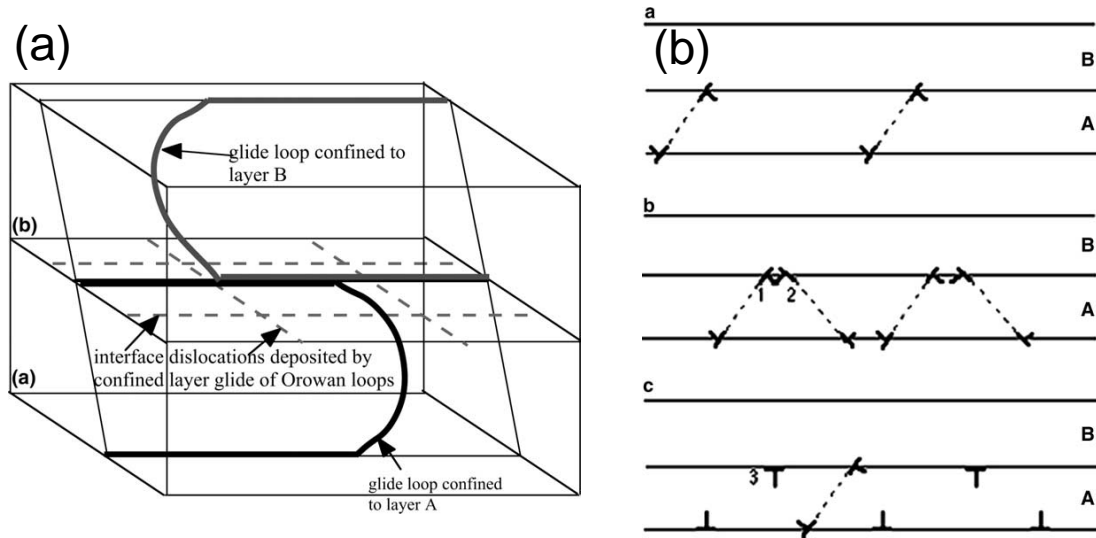 (a)
glide loop confined to
layer B
(b)
interface dislocations deposited by
confined layer glide of Orowan loops
(a)
glide loop confined
to layer A
(b)
a
B
A
b
B
1
2
A
c
B
3
A